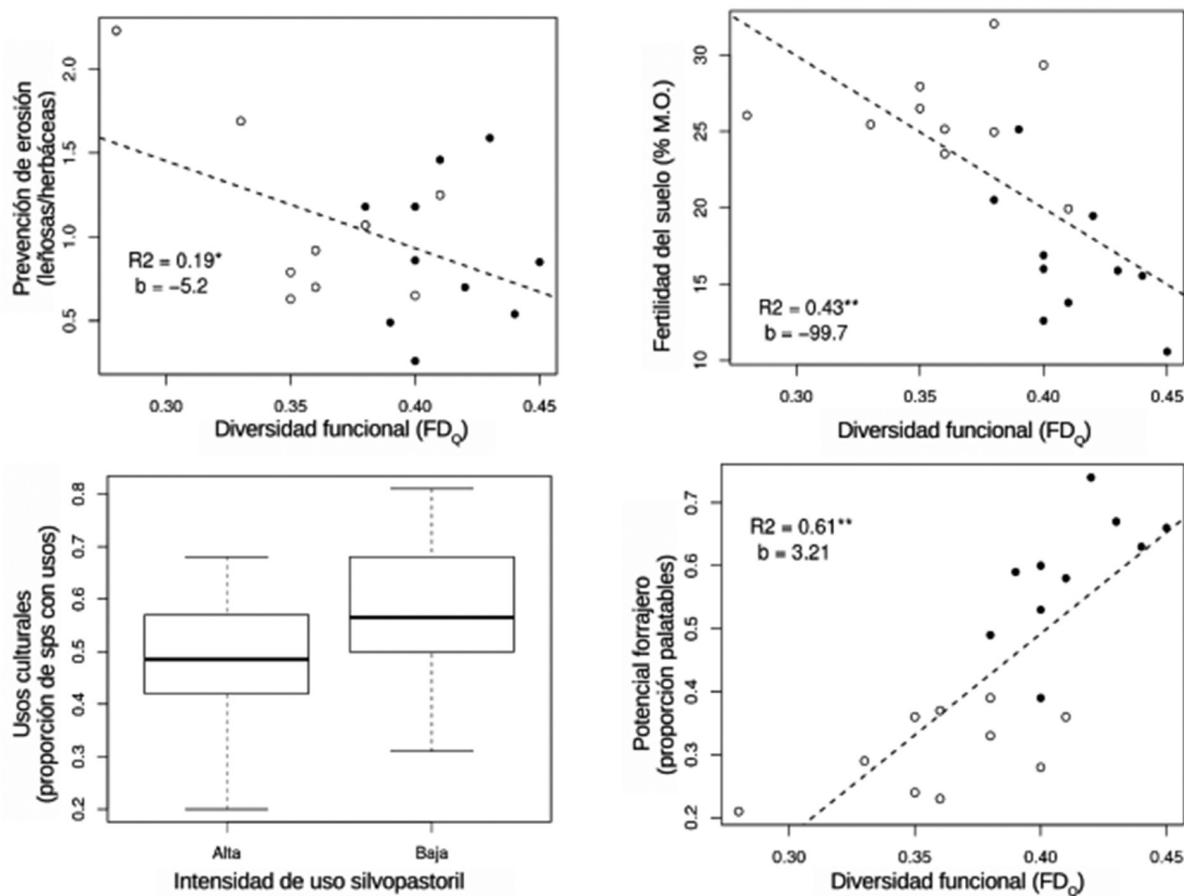 Prevención de erosión
(leñosas/herbáceas)
2.0
1.5
1.0
0.5
R2 = 0.19*
b = −5.2
0.30
0.35
0.40
0.45
Diversidad funcional (FDQ)
Fertilidad del suelo (% M.O.)
30
25
20
15
10
R2 = 0.43**
b = −99.7
0.30
0.35
0.40
0.45
Diversidad funcional (FDQ)
Usos culturales
(proporción de sps con usos)
0.8
0.7
0.6
0.5
0.4
0.3
0.2
Alta
Baja
Intensidad de uso silvopastoril
Potencial forrajero
(proporción palatables)
0.7
0.6
0.5
0.4
0.3
0.2
R2 = 0.61**
b = 3.21
0.30
0.35
0.40
0.45
Diversidad funcional (FDQ)